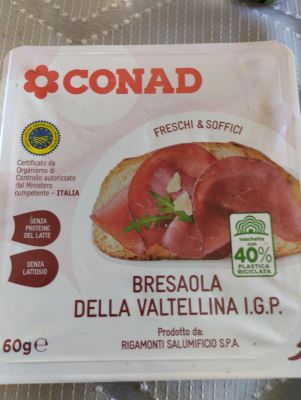 CONAD
FRESCHI & SOFFICI
Certificato da
Organismo di
Controllo autorizzato
dal Ministero
competente - ITALIA
SENZA
PROTEINE
DEL LATTE
SENZA
LATTOSIO
vaschetta
con
40%
PLASTICA
RICICLATA
BRESAOLA
DELLA VALTELLINA I.G.P.
Prodotto da:
RIGAMONTI SALUMIFICIO S.P.A.
60g℮